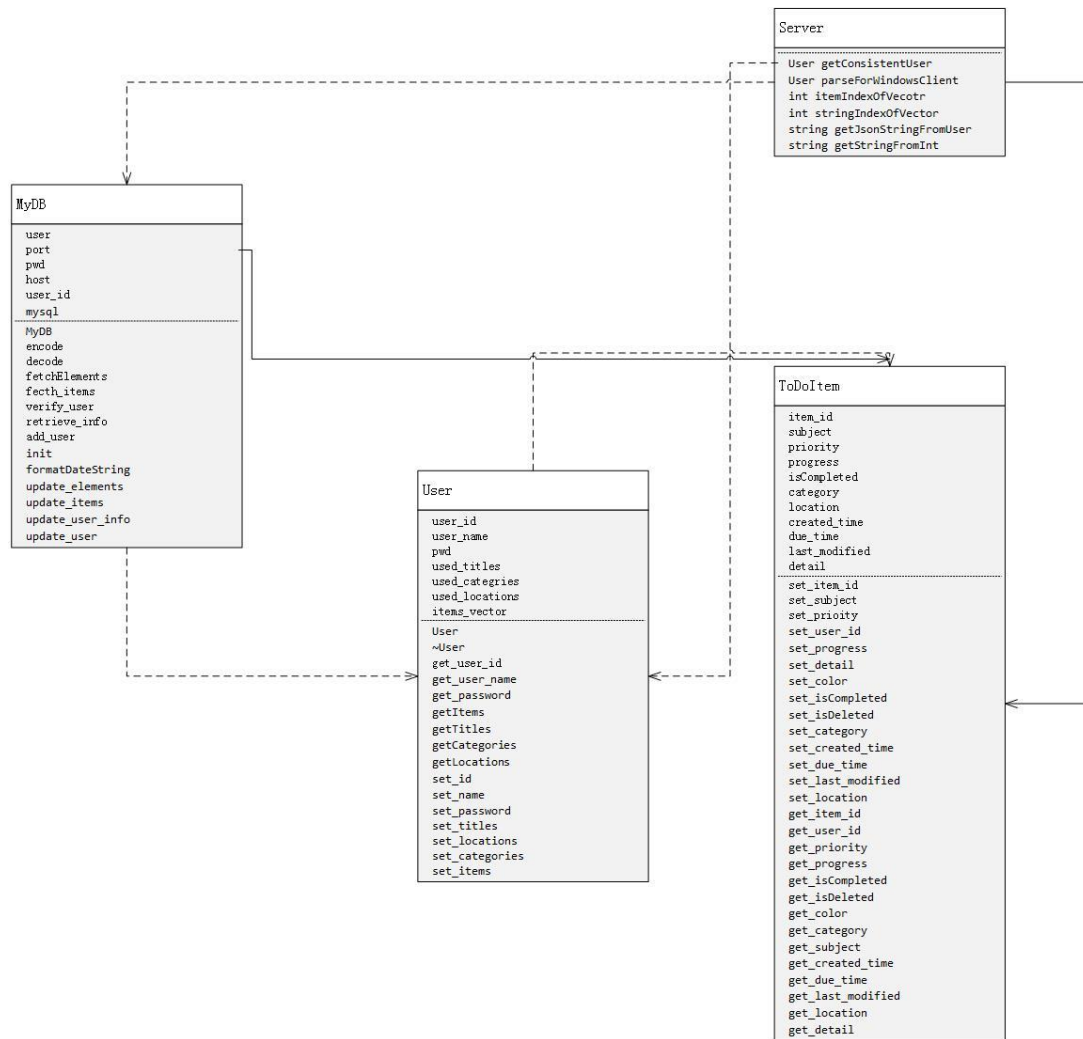 Server
User getConsistentUser
User parseForWindowsClient
int itemIndexOfVecotr
int stringIndexOfVector
string getJsonStringFromUser
string getStringFromInt
MyDB
user
port
pwd
host
user_id
mysql
MyDB
encode
decode
fetchElements
fecth_items
verify_user
retrieve_info
add_user
init
formatDateString
update_elements
update_items
update_user_info
update_user
User
user_id
user_name
pwd
used_titles
used_categries
used_locations
items_vector
User
~User
get_user_id
get_user_name
get_password
getItems
getTitles
getCategories
getLocations
set_id
set_name
set_password
set_titles
set_locations
set_categories
set_items
ToDoItem
item_id
subject
priority
progress
isCompleted
category
location
created_time
due_time
last_modified
detail
set_item_id
set_subject
set_prioity
set_user_id
set_progress
set_detail
set_color
set_isCompleted
set_isDeleted
set_category
set_created_time
set_due_time
set_last_modified
set_location
get_item_id
get_user_id
get_priority
get_progress
get_isCompleted
get_isDeleted
get_color
get_category
get_subject
get_created_time
get_due_time
get_last_modified
get_location
get_detail